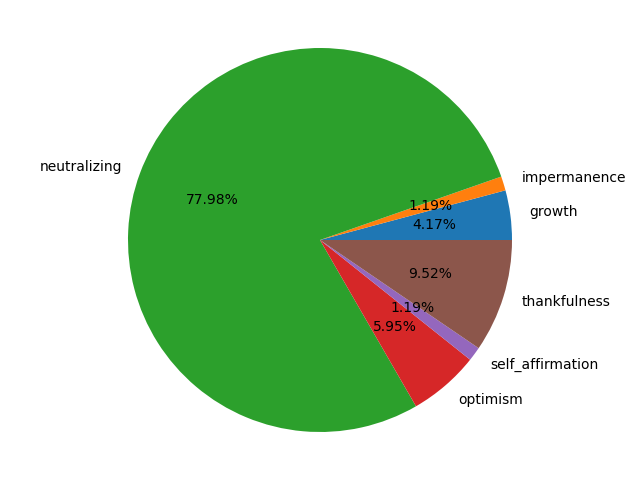 neutralizing
77.98%
impermanence
1.19%
growth
4.17%
9.52%
thankfulness
1.19%
5.95%
self_affirmation
optimism